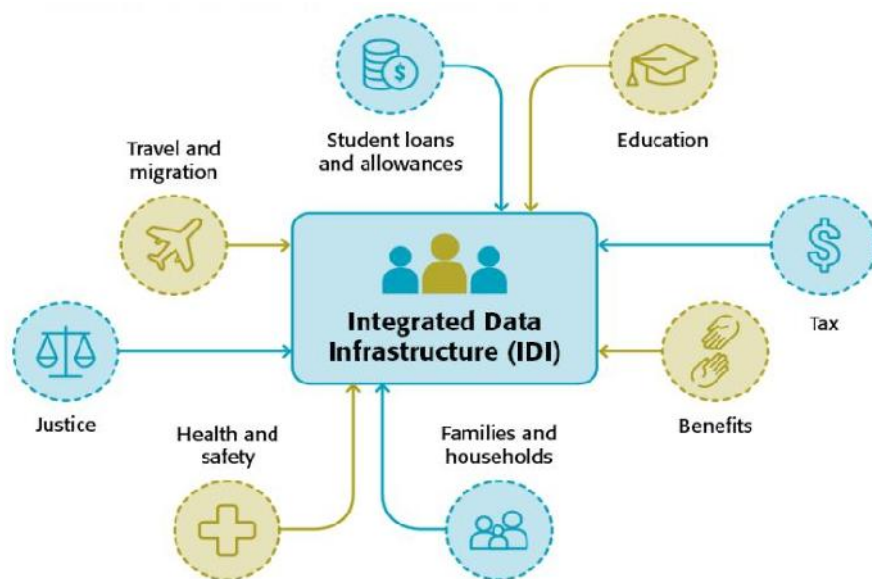 $
Student loans
and allowances
Education
Travel and
migration
$
Tax
Integrated Data
Infrastructure (IDI)
Justice
Benefits
Health and
safety
Families and
households